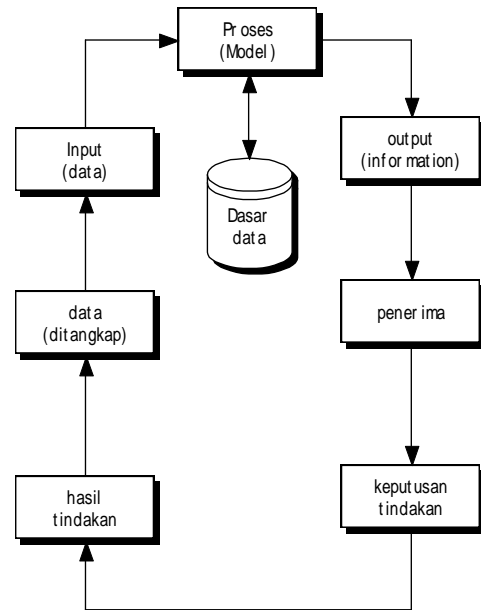 Proses
(Model)
Input
(data)
output
(information)
Dasar
data
data
(ditangkap)
penerima
hasil
tindakan
keputusan
tindakan